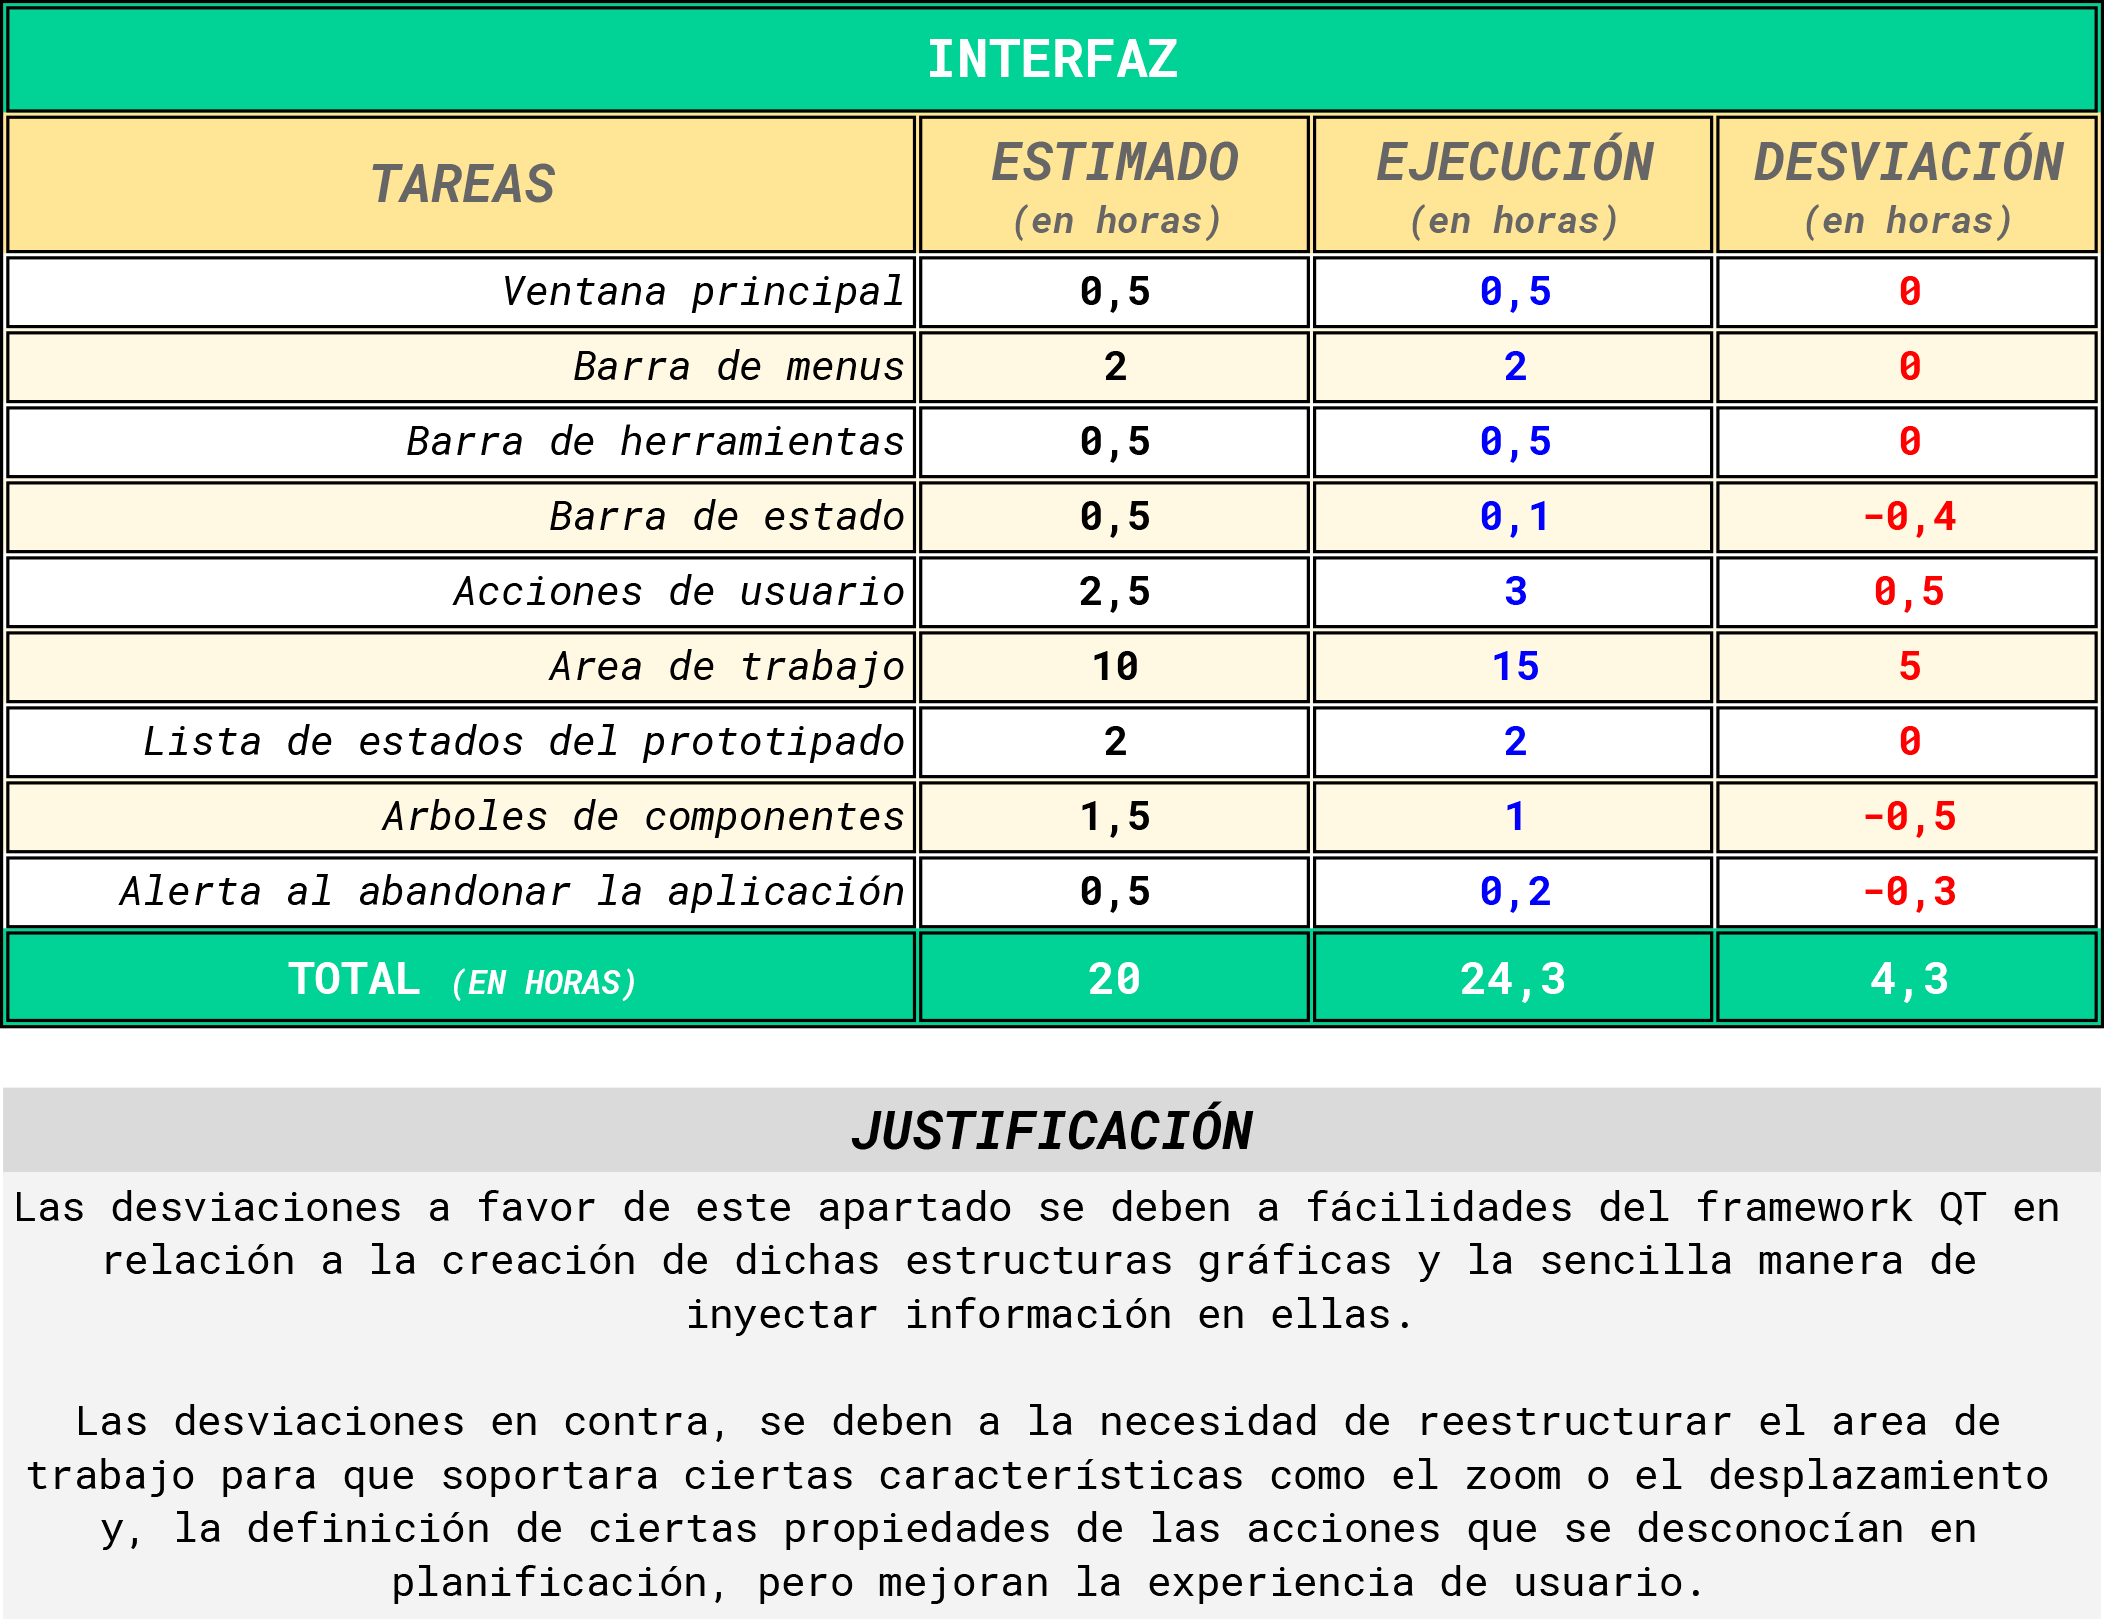 INTERFAZ
TAREAS ESTIMADO (en horas) EJECUCIÓN (en horas) DESVIACIÓN (en horas)
Ventana principal 0,5 0,5 0
Barra de menus 2 2 0
Barra de herramientas 0,5 0,5 0
Barra de estado 0,5 0,1 -0,4
Acciones de usuario 2,5 3 0,5
Area de trabajo 10 15 5
Lista de estados del prototipado 2 2 0
Arboles de componentes 1,5 1 -0,5
Alerta al abandonar la aplicación 0,5 0,2 -0,3
TOTAL (EN HORAS) 20 24,3 4,3
JUSTIFICACIÓN
Las desviaciones a favor de este apartado se deben a fácilidades del framework QT en
relación a la creación de dichas estructuras gráficas y la sencilla manera de
inyectar información en ellas.
Las desviaciones en contra, se deben a la necesidad de reestructurar el area de
trabajo para que soportara ciertas características como el zoom o el desplazamiento
y, la definición de ciertas propiedades de las acciones que se desconocían en
planificación, pero mejoran la experiencia de usuario.